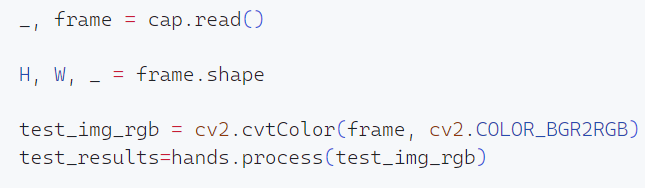 _, frame = cap.read()
H, W, _ = frame.shape
test_img_rgb = cv2.cvtColor(frame, cv2.COLOR_BGR2RGB)
test_results=hands.process(test_img_rgb)